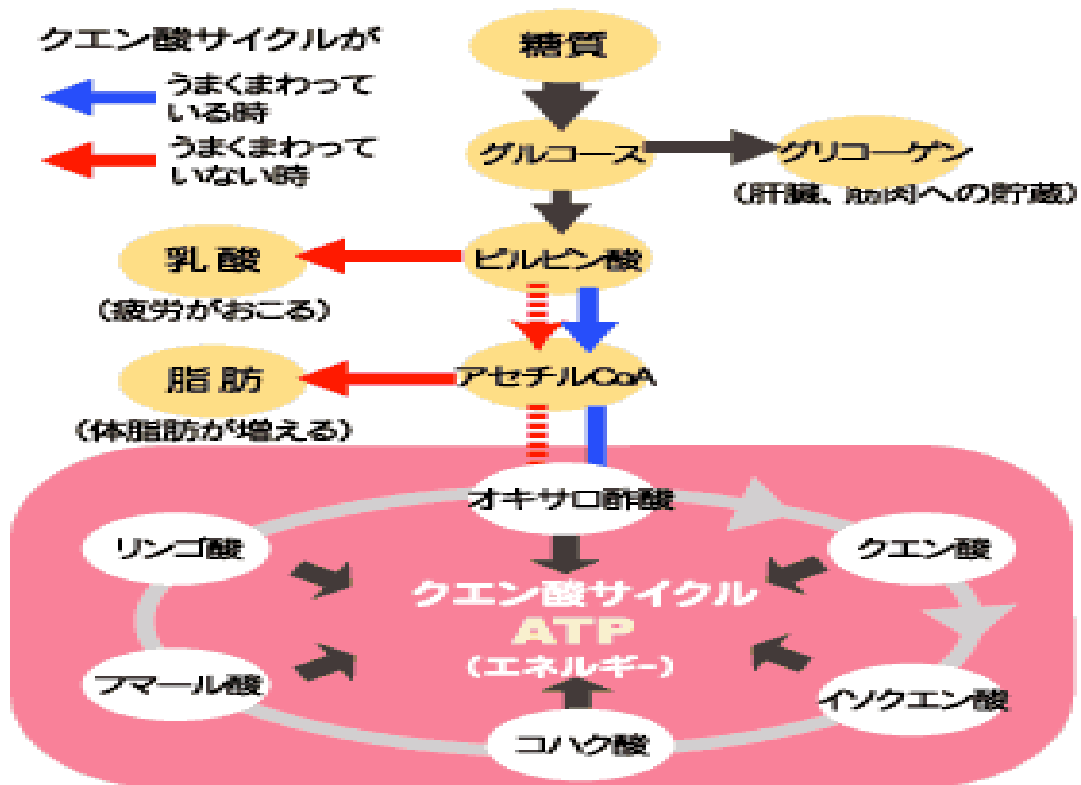 クエン酸サイクルが
うまくまわって
いる時
うまくまわって
いない時
糖質
グルコース
グリコーゲン
(肝臓、筋肉への貯蔵)
ピルビン酸
乳酸
(疲労がおこる)
アセチルCoA
脂肪
(体脂肪が増える)
オキサロ酢酸
リンゴ酸
クエン酸
クエン酸サイクル
ATP
(エネルギー)
フマール酸
イソクエン酸
コハク酸